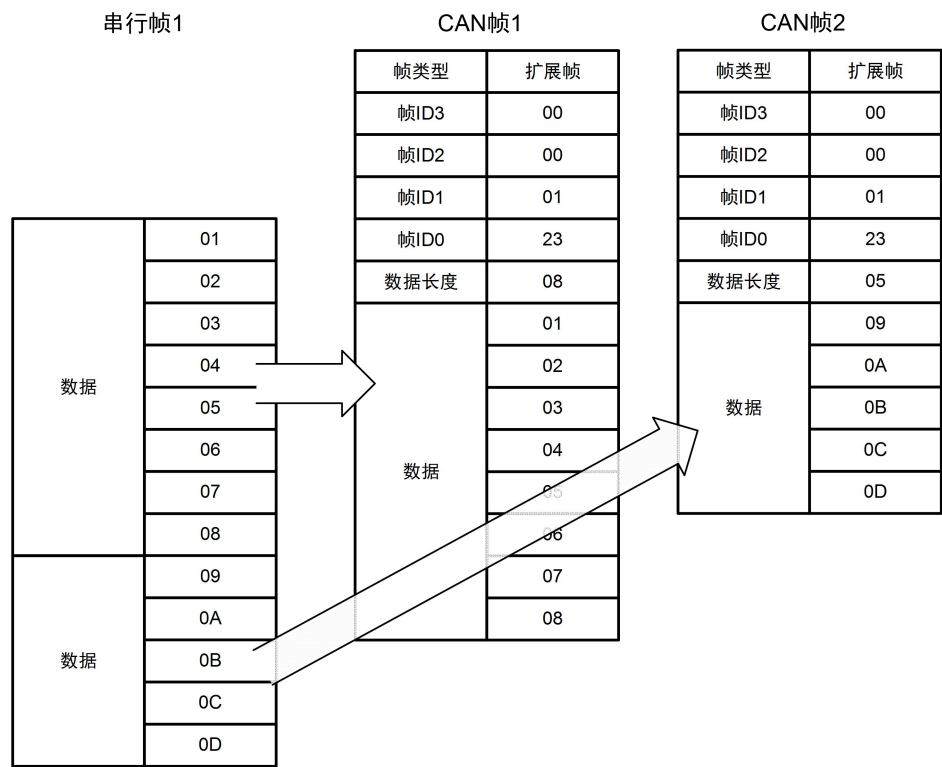 串行帧1
01
02
03
04
数据
05
06
07
08
09
0A
数据
0B
0C
0D
CAN帧1
帧类型 扩展帧
帧ID3 00
帧ID2 00
帧ID1 01
帧ID0 23
数据长度 08
01
02
03
04
数据
05
06
07
08
CAN帧2
帧类型 扩展帧
帧ID3 00
帧ID2 00
帧ID1 01
帧ID0 23
数据长度 05
09
0A
数据 0B
0C
0D